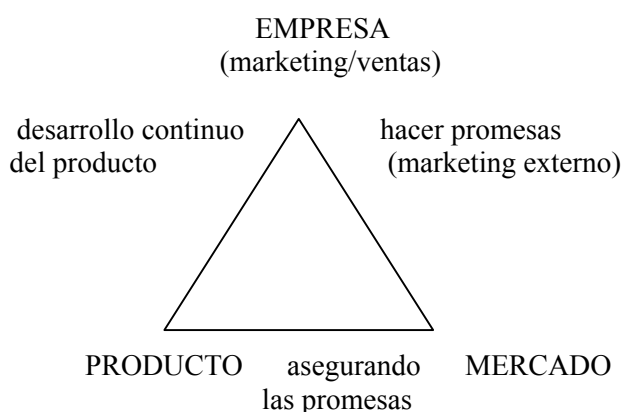 EMPRESA
(marketing/ventas)
desarrollo continuo
del producto
hacer promesas
(marketing externo)
PRODUCTO
asegurando
las promesas
MERCADO